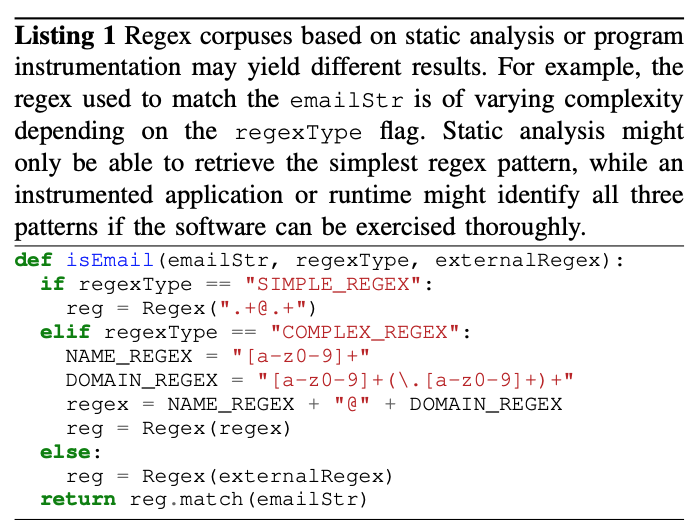 Listing 1 Regex corpuses based on static analysis or program
instrumentation may yield different results. For example, the
regex used to match the emailStr is of varying complexity
depending on the regexType flag. Static analysis might
only be able to retrieve the simplest regex pattern, while an
instrumented application or runtime might identify all three
patterns if the software can be exercised thoroughly.
def isEmail(emailStr, regexType, externalRegex):
  if regexType == "SIMPLE_REGEX":
    reg = Regex(".+@.+")
  elif regexType == "COMPLEX_REGEX":
    NAME_REGEX = "[a-z0-9]+"
    DOMAIN_REGEX = "[a-z0-9]+(\.[a-z0-9]+)+"
    regex = NAME_REGEX + "@" + DOMAIN_REGEX
    reg = Regex(regex)
  else:
    reg = Regex(externalRegex)
  return reg.match(emailStr)